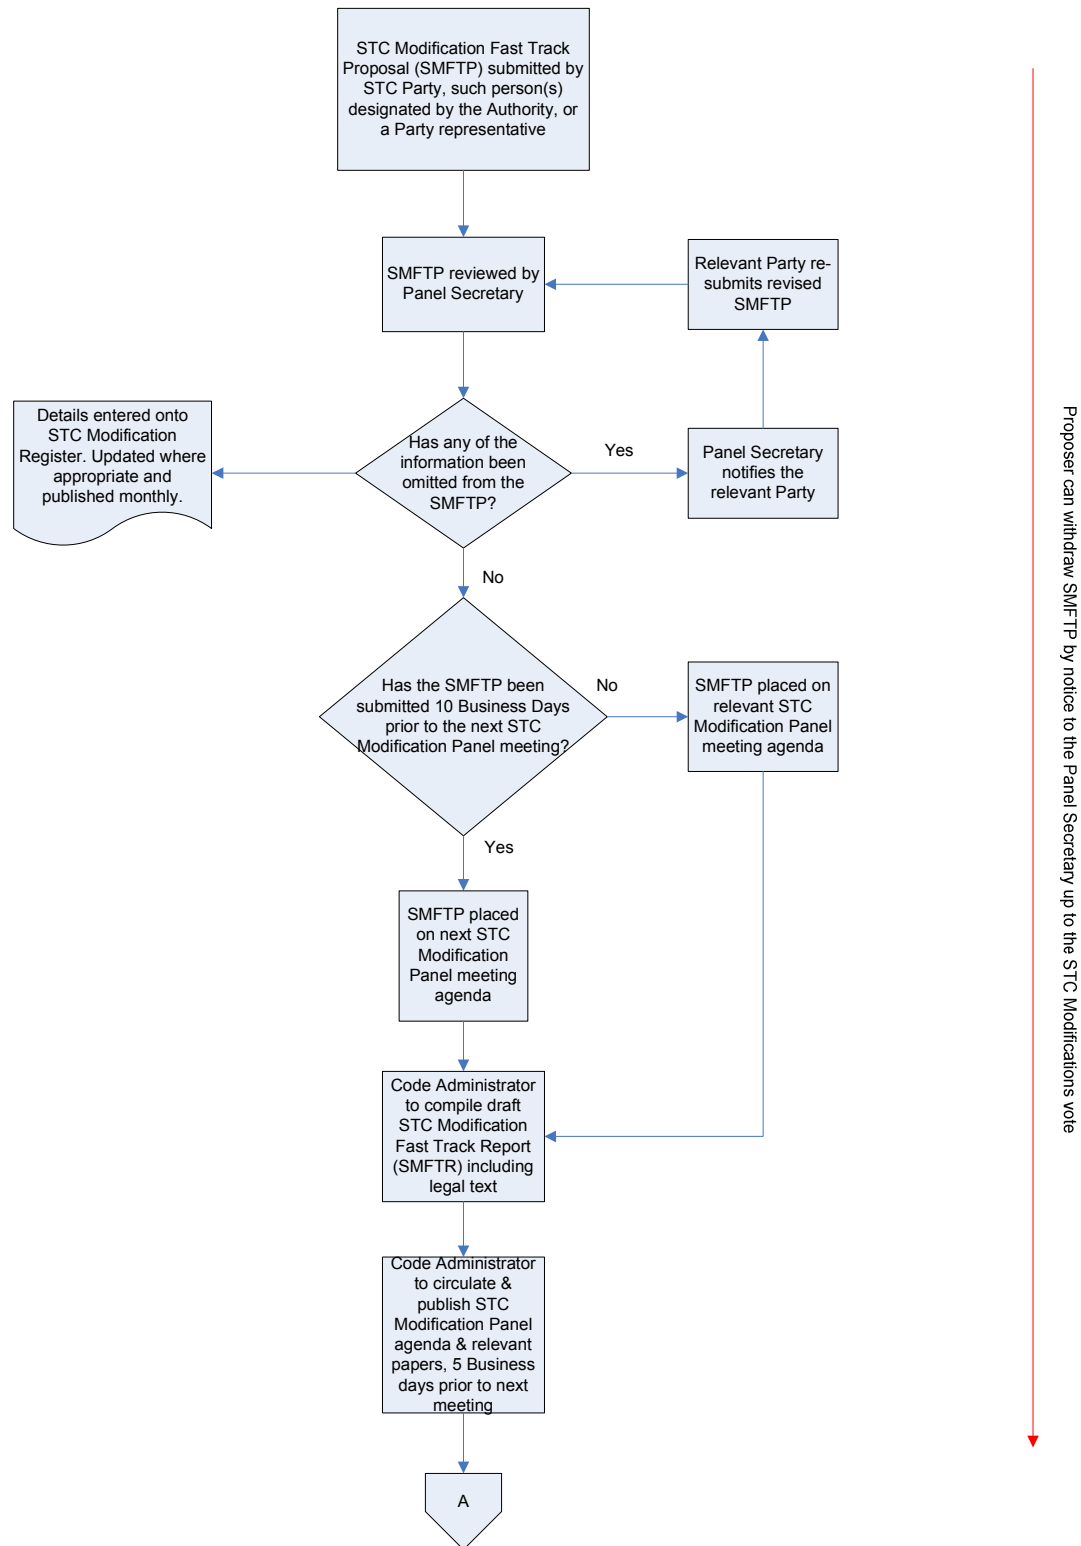 STC Modification Fast Track
Proposal (SMFTP) submitted by
STC Party, such person(s)
designated by the Authority, or
a Party representative
SMFTP reviewed by
Panel Secretary
Relevant Party re-
submits revised
SMFTP
Details entered onto
STC Modification
Register. Updated where
appropriate and
published monthly.
Has any of the
information been
omitted from the
SMFTP?
Yes
Panel Secretary
notifies the
relevant Party
No
Has the SMFTP been
submitted 10 Business Days
prior to the next STC
Modification Panel meeting?
No
SMFTP placed on
relevant STC
Modification Panel
meeting agenda
Yes
SMFTP placed
on next STC
Modification
Panel meeting
agenda
Code Administrator
to compile draft
STC Modification
Fast Track Report
(SMFTR) including
legal text
Code Administrator
to circulate &
publish STC
Modification Panel
agenda & relevant
papers, 5 Business
days prior to next
meeting
A
Proposer can withdraw SMFTP by notice to the Panel Secretary up to the STC Modifications vote